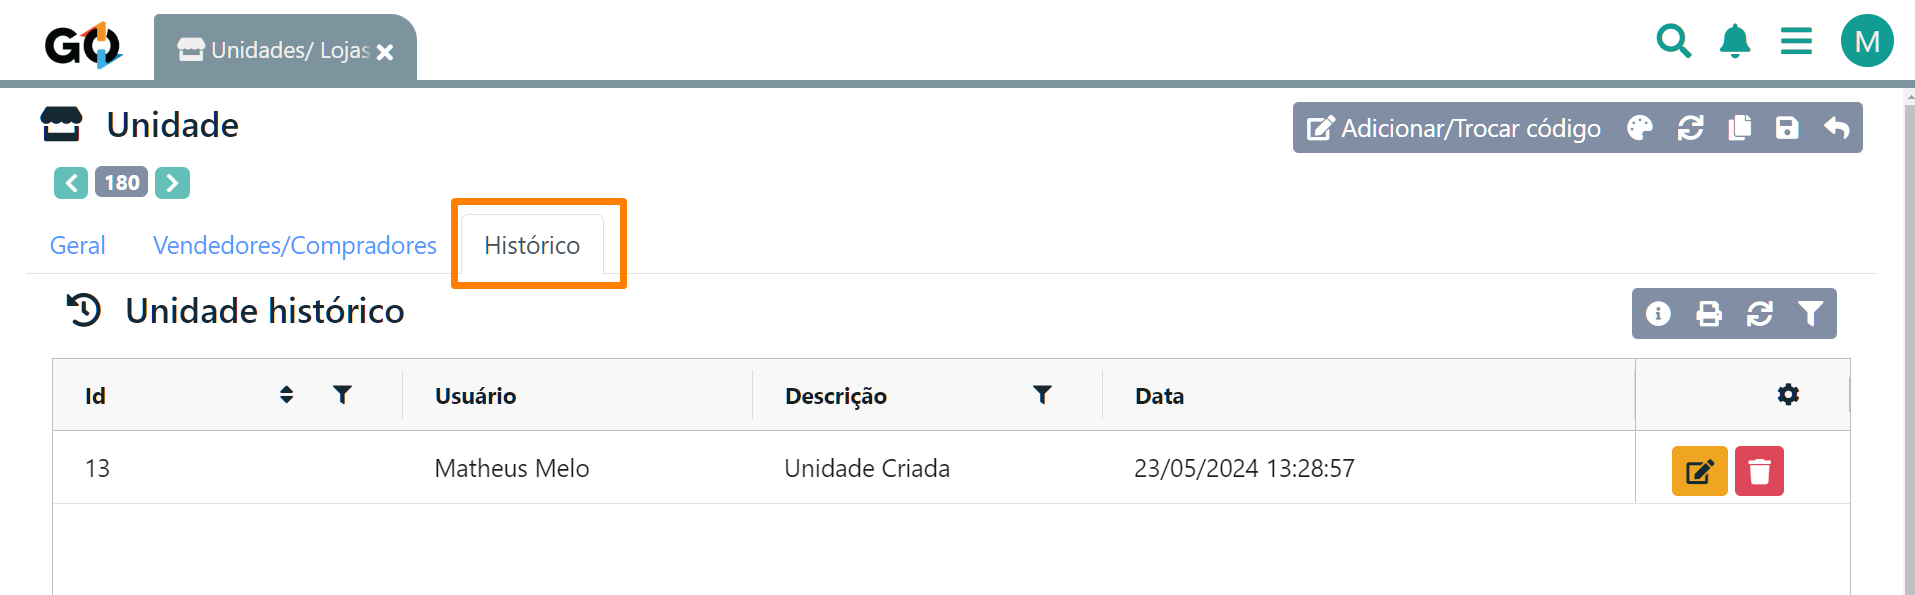 GO
Unidades/ Lojas
M
Unidade
Adicionar/Trocar código
180
Geral
Vendedores/Compradores
Histórico
Unidade histórico
Id
Usuário
Descrição
Data
13
Matheus Melo
Unidade Criada
23/05/2024 13:28:57